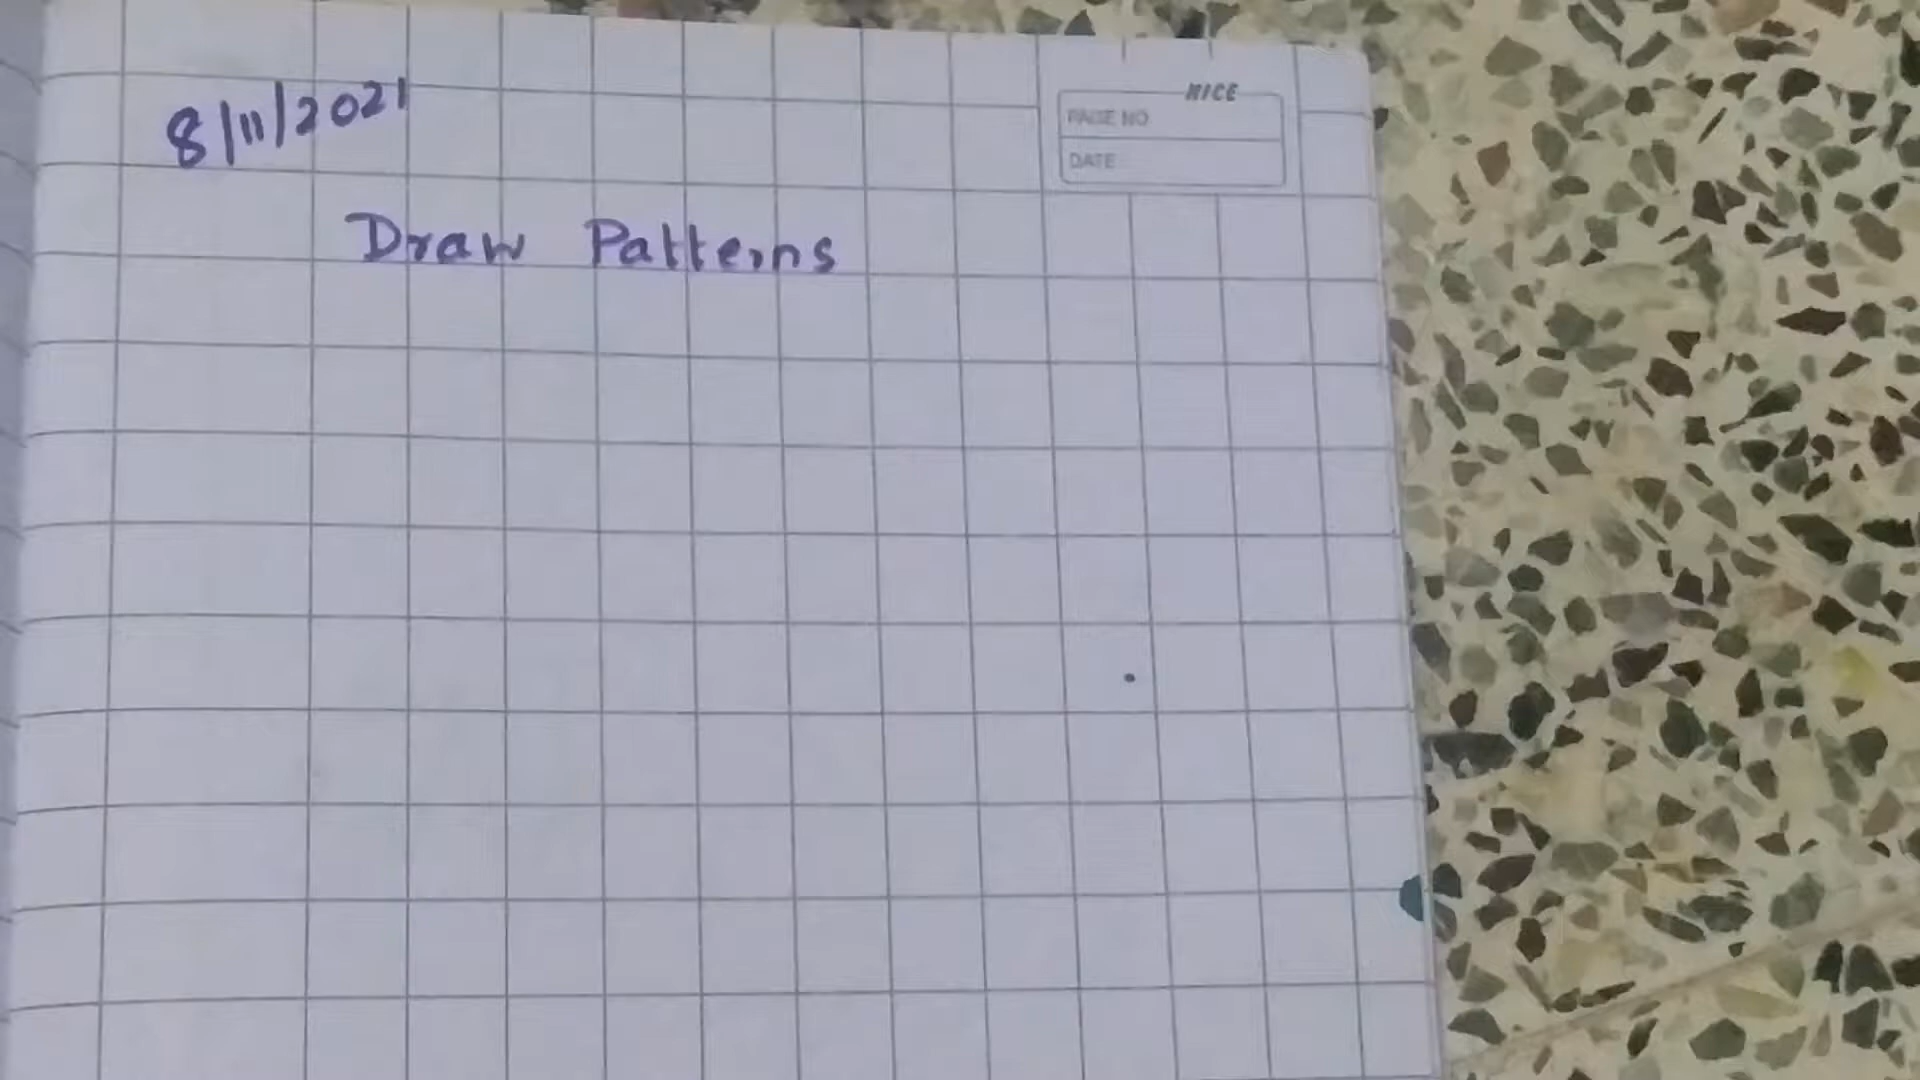 8/11/2021
NICE
PAGE NO
DATE
Draw Patterns